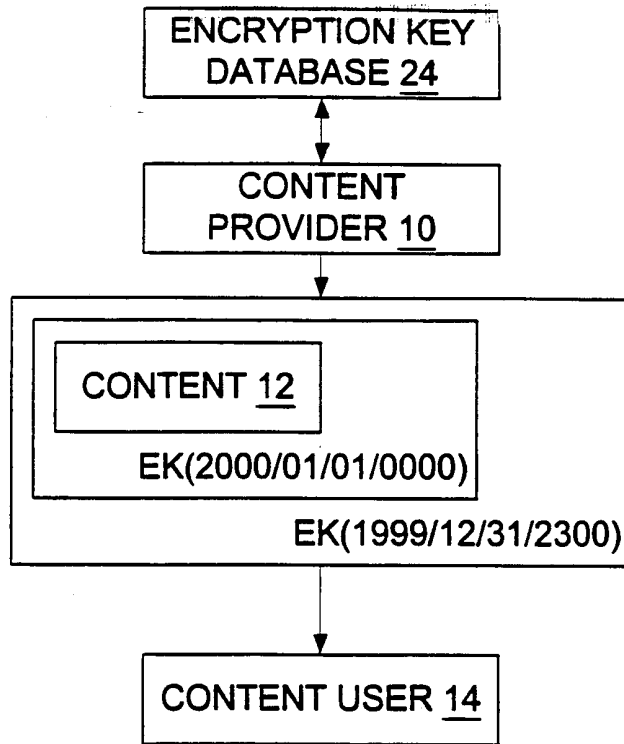 ENCRYPTION KEY
DATABASE 24
CONTENT
PROVIDER 10
CONTENT 12
EK(2000/01/01/0000)
EK(1999/12/31/2300)
CONTENT USER 14